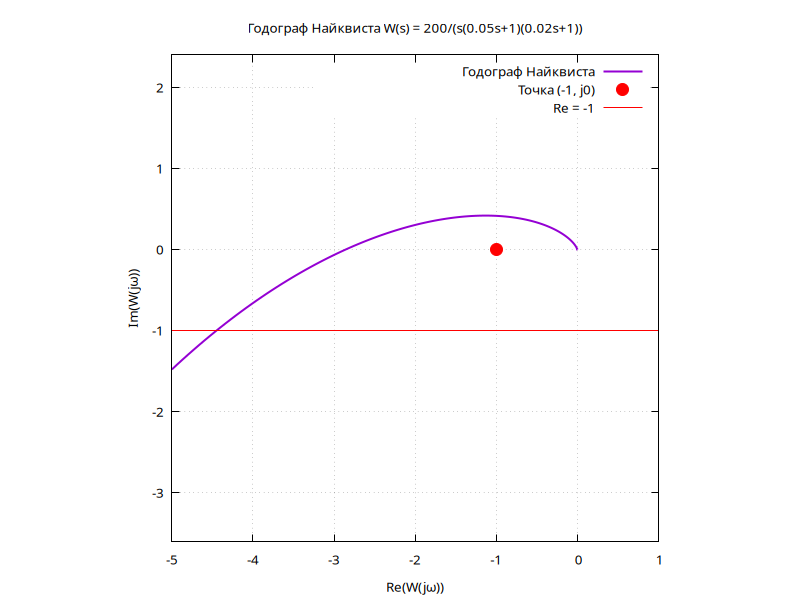 Годограф Найквиста W(s) = 200/(s(0.05s+1)(0.02s+1))
Годограф Найквиста
Точка (-1, j0)
Re = -1
2
1
0
-1
-2
-3
Im(W(jω))
-5 -4 -3 -2 -1 0 1
Re(W(jω))